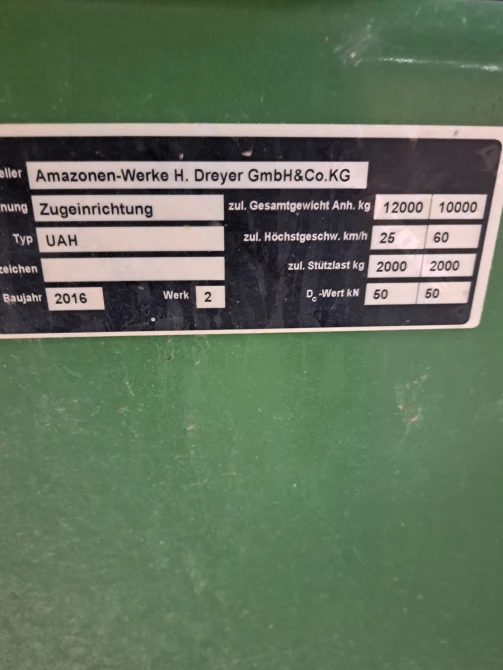 eller Amazonen-Werke H. Dreyer GmbH&Co.KG
nung Zugeinrichtung zul. Gesamtgewicht Anh. kg 12000 10000
Typ UAH zul. Höchstgeschw. km/h 25 60
zeichen zul. Stützlast kg 2000 2000
Baujahr 2016 Werk 2 Dc-Wert kN 50 50